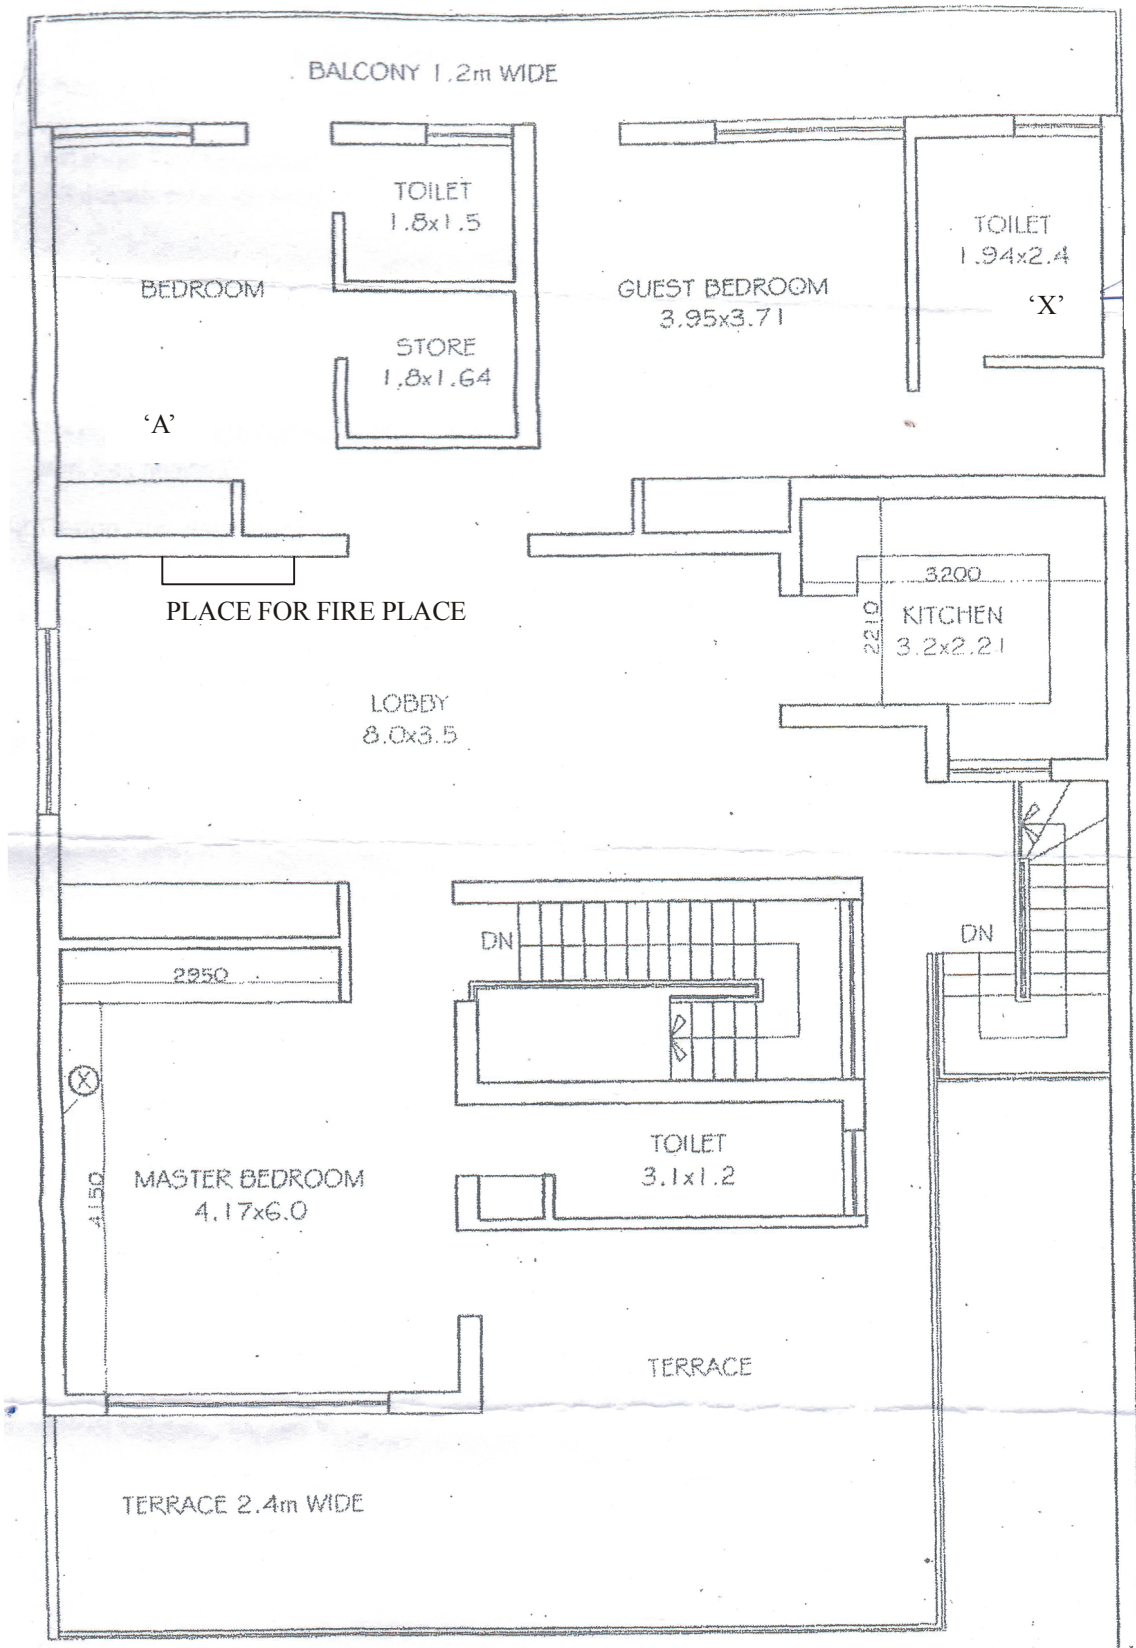 BALCONY 1.2m WIDE
TOILET
1.8x1.5
TOILET
1.94x2.4
'X'
BEDROOM
GUEST BEDROOM
3.95x3.71
STORE
1.8x1.64
'A'
PLACE FOR FIRE PLACE
3200
2210
KITCHEN
3.2x2.21
LOBBY
8.0x3.5
DN
DN
2950
X
4150
MASTER BEDROOM
4.17x6.0
TOILET
3.1x1.2
TERRACE
TERRACE 2.4m WIDE